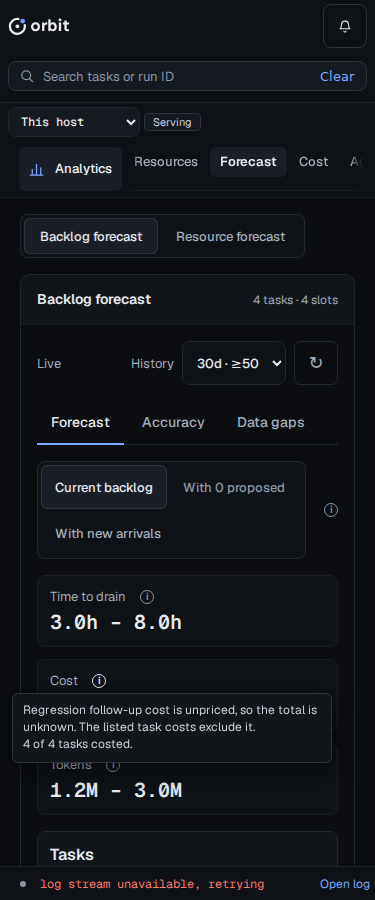 orbit
Search tasks or run ID
Clear
This host
Serving
Analytics
Resources
Forecast
Cost
Backlog forecast
Resource forecast
Backlog forecast
4 tasks · 4 slots
Live
History
30d · ≥50
↻
Forecast
Accuracy
Data gaps
Current backlog
With 0 proposed
With new arrivals
Time to drain
3.0h – 8.0h
Cost
Regression follow-up cost is unpriced, so the total is
unknown. The listed task costs exclude it.
4 of 4 tasks costed.
Tokens
1.2M – 3.0M
Tasks
log stream unavailable, retrying
Open log